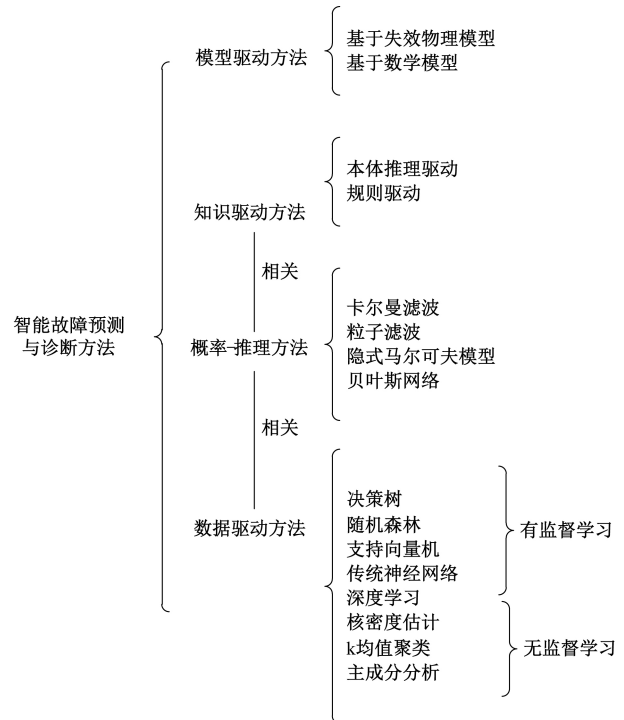 模型驱动方法
基于失效物理模型
基于数学模型
知识驱动方法
本体推理驱动
规则驱动
相关
智能故障预测
与诊断方法
概率-推理方法
卡尔曼滤波
粒子滤波
隐式马尔可夫模型
贝叶斯网络
相关
数据驱动方法
决策树
随机森林
支持向量机
传统神经网络
深度学习
核密度估计
k均值聚类
主成分分析
有监督学习
无监督学习